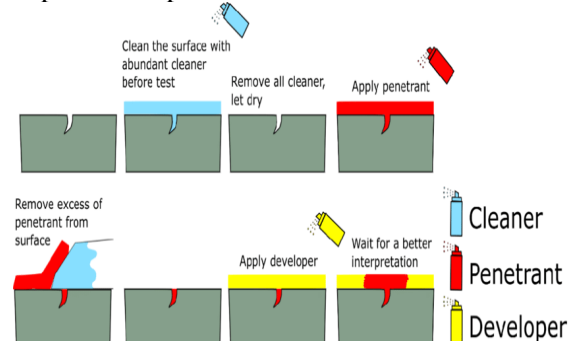 Clean the surface with
abundant cleaner
before test
Remove all cleaner,
let dry
Apply penetrant
Remove excess of
penetrant from
surface
Apply developer
Wait for a better
interpretation
Cleaner
Penetrant
Developer